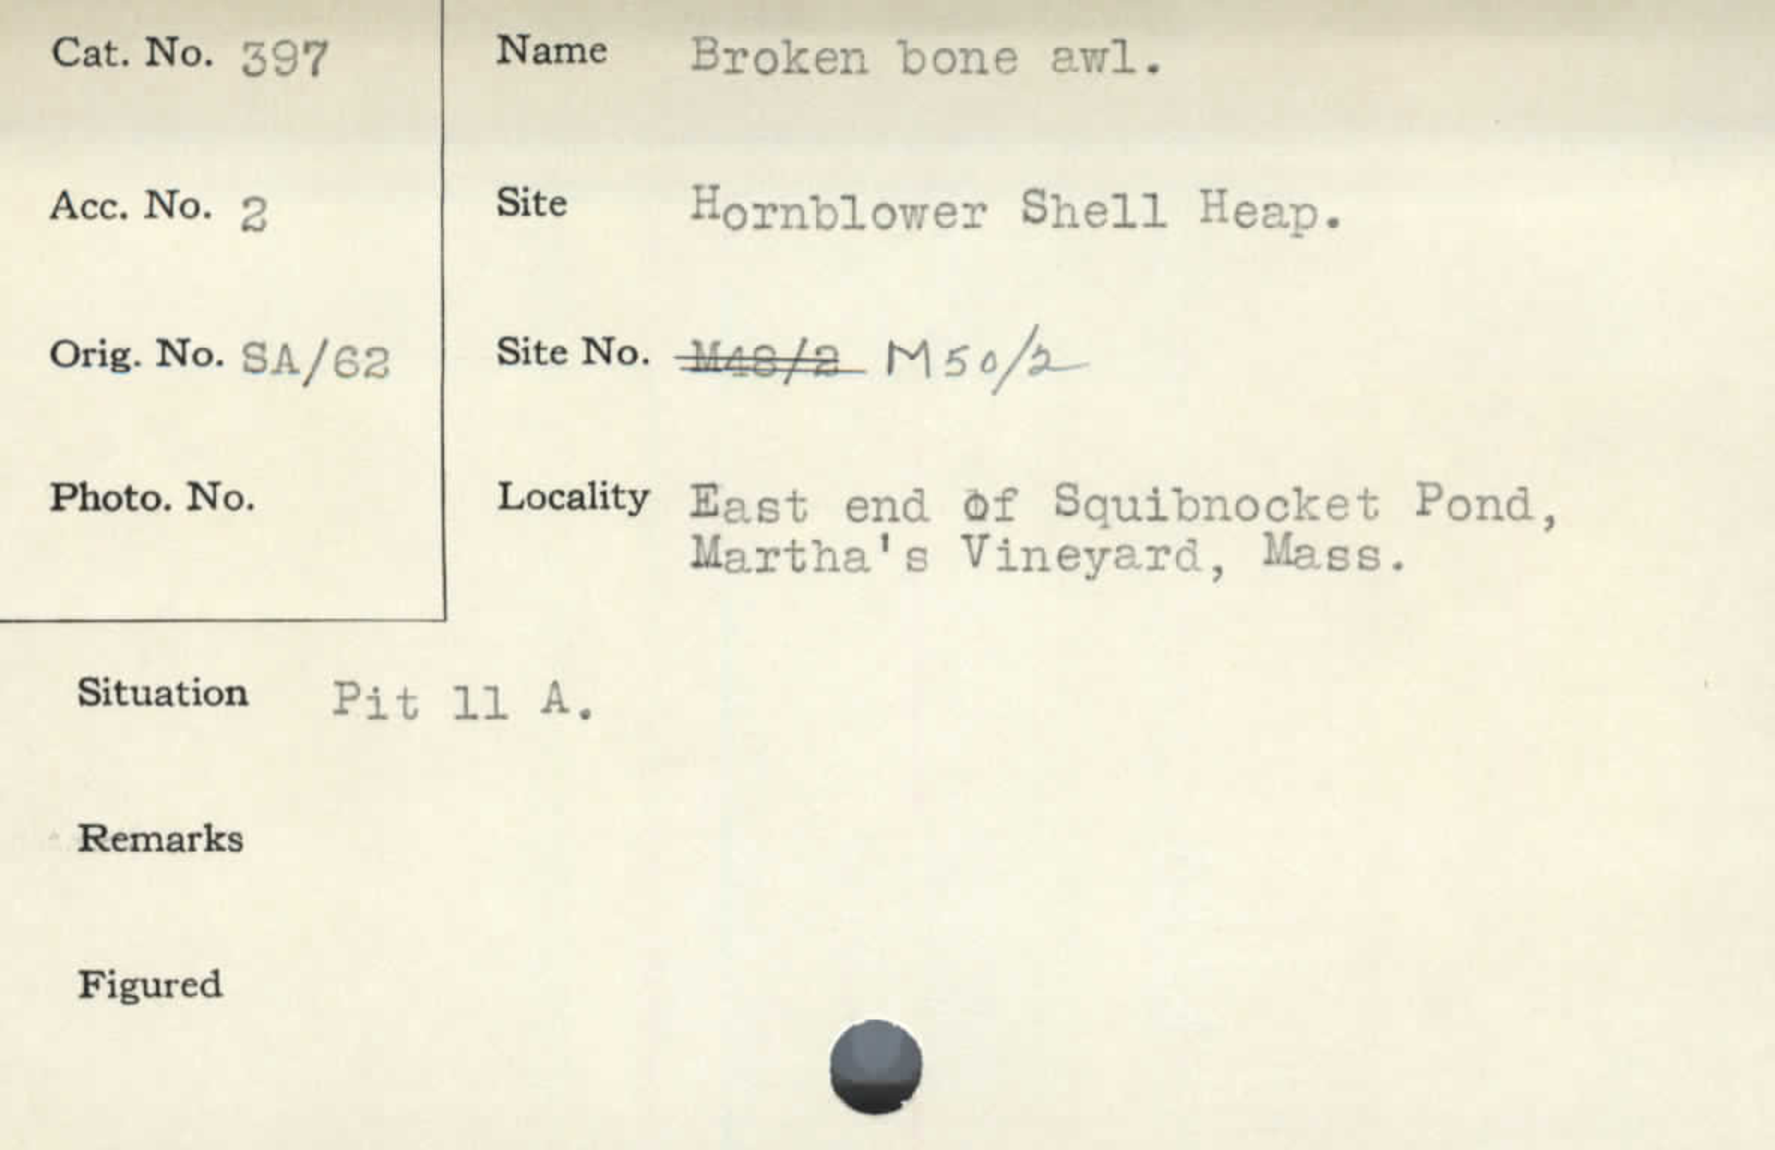 Cat. No. 397
Acc. No. 2
Orig. No. SA/62
Photo. No.
Name Broken bone awl.
Site Hornblower Shell Heap.
Site No. M48/2 M50/2
Locality East end of Squibnocket Pond,
Martha's Vineyard, Mass.
Situation Pit 11 A.
Remarks
Figured